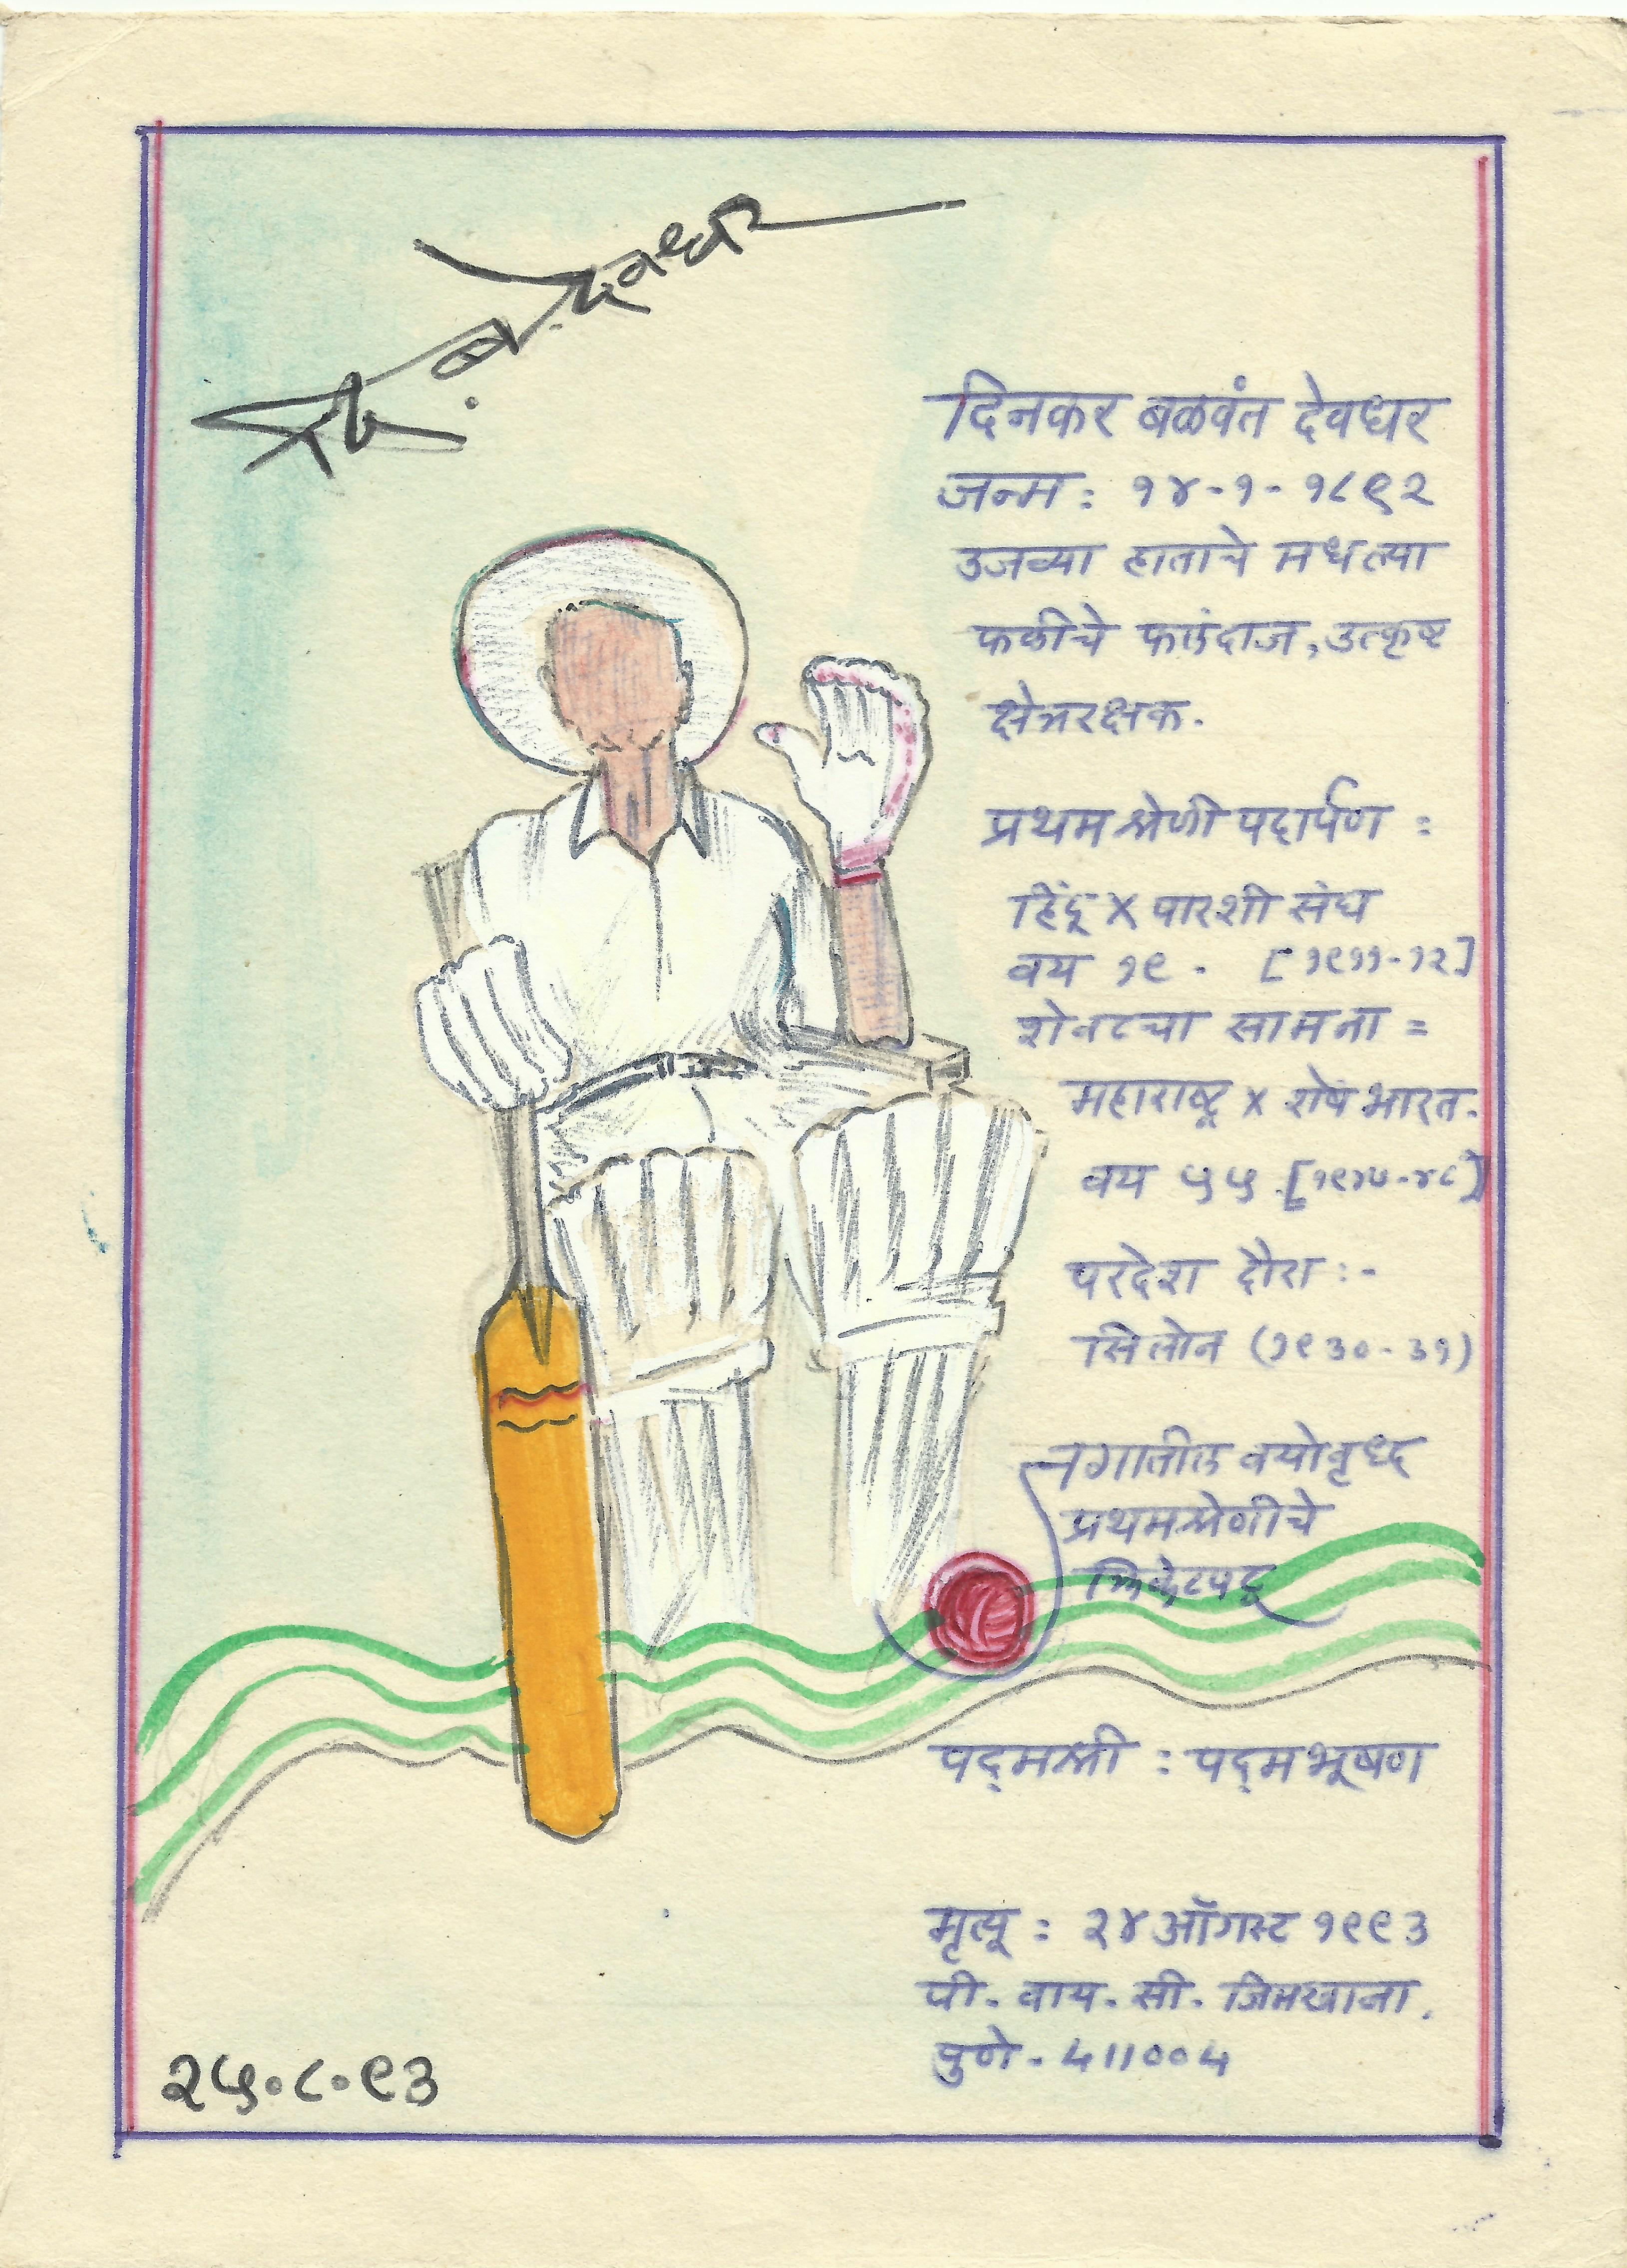 प्रा. दि. ब. देवधर
दिनकर बळवंत देवधर
जन्म : १४-१-१८९२
उजव्या हाताचे मधल्या
फळीचे फलंदाज, उत्कृष्ट
क्षेत्ररक्षक.
प्रथमश्रेणी पदार्पण :
हिंदू X पारशी संघ
वय १९. [१९११-१२]
शेवटचा सामना =
महाराष्ट्र X शेष भारत.
वय ५५. [१९४७-४८]
परदेश दौरा :-
सिलोन (१९३०-३१)
जगातील वयोवृध्द
प्रथमश्रेणीचे
क्रिकेटपटू
पद्मश्री : पद्मभूषण
मृत्यू : २४ ऑगस्ट १९९३
पी. वाय. सी. जिमखाना.
पुणे - 411004
२५.८.९३